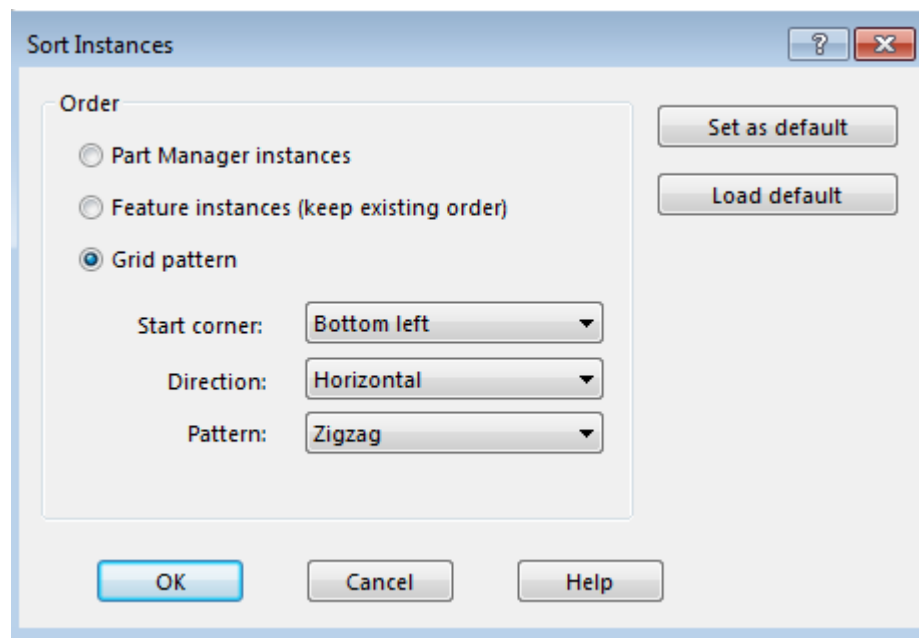 Sort Instances
Order
Part Manager instances
Feature instances (keep existing order)
Grid pattern
Start corner: Bottom left
Direction: Horizontal
Pattern: Zigzag
Set as default
Load default
OK Cancel Help